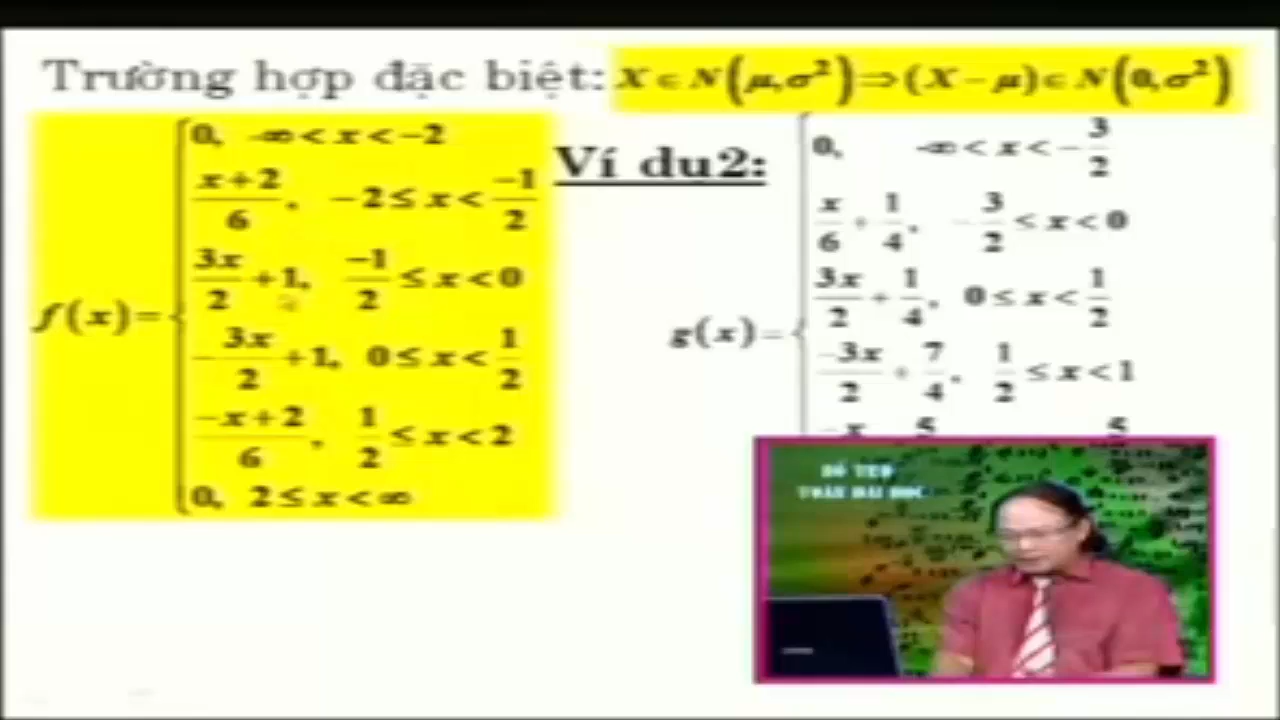 Trường hợp đặc biệt: X ∈ N(μ,σ²) ⇒ (X − μ) ∈ N(0,σ²)
Ví dụ2:
f(x) =
0, -∞ < x < −2
(x+2)/6, −2 ≤ x < −1/2
3x/2 +1, −1/2 ≤ x < 0
−3x/2 +1, 0 ≤ x < 1/2
(−x+2)/6, 1/2 ≤ x < 2
0, 2 ≤ x < ∞
g(x) =
0, -∞ < x < −3/2
x/6 + 1/4, −3/2 ≤ x < 0
3x/2 + 1/4, 0 ≤ x < 1/2
−3x/2 + 7/4, 1/2 ≤ x < 1
−x 5 5